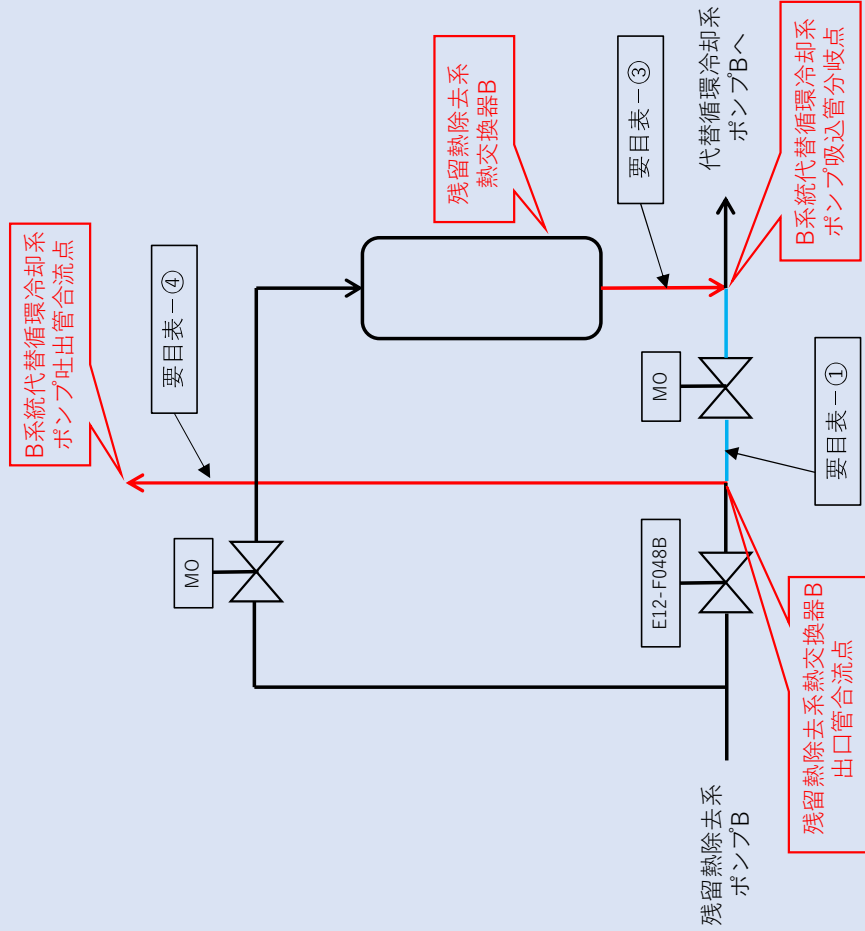 B系統代替循環冷却系
ポンプ吐出管合流点
要目表－④
残留熱除去系
熱交換器B
要目表－③
代替循環冷却系
ポンプBへ
B系統代替循環冷却系
ポンプ吸込管分岐点
MO
要目表－①
MO
E12-F048B
残留熱除去系熱交換器B
出口管合流点
残留熱除去系
ポンプB